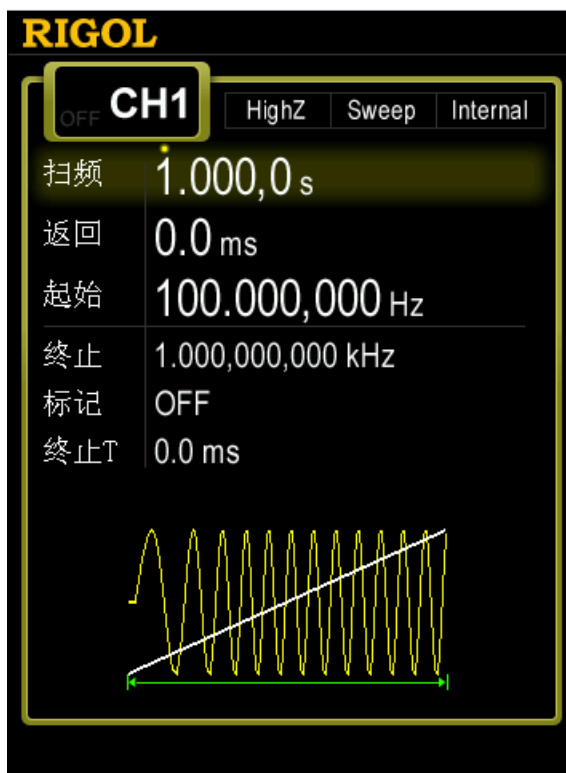 RIGOL
OFF CH1 HighZ Sweep Internal
扫频 1.000,0 s
返回 0.0 ms
起始 100.000,000 Hz
终止 1.000,000,000 kHz
标记 OFF
终止T 0.0 ms